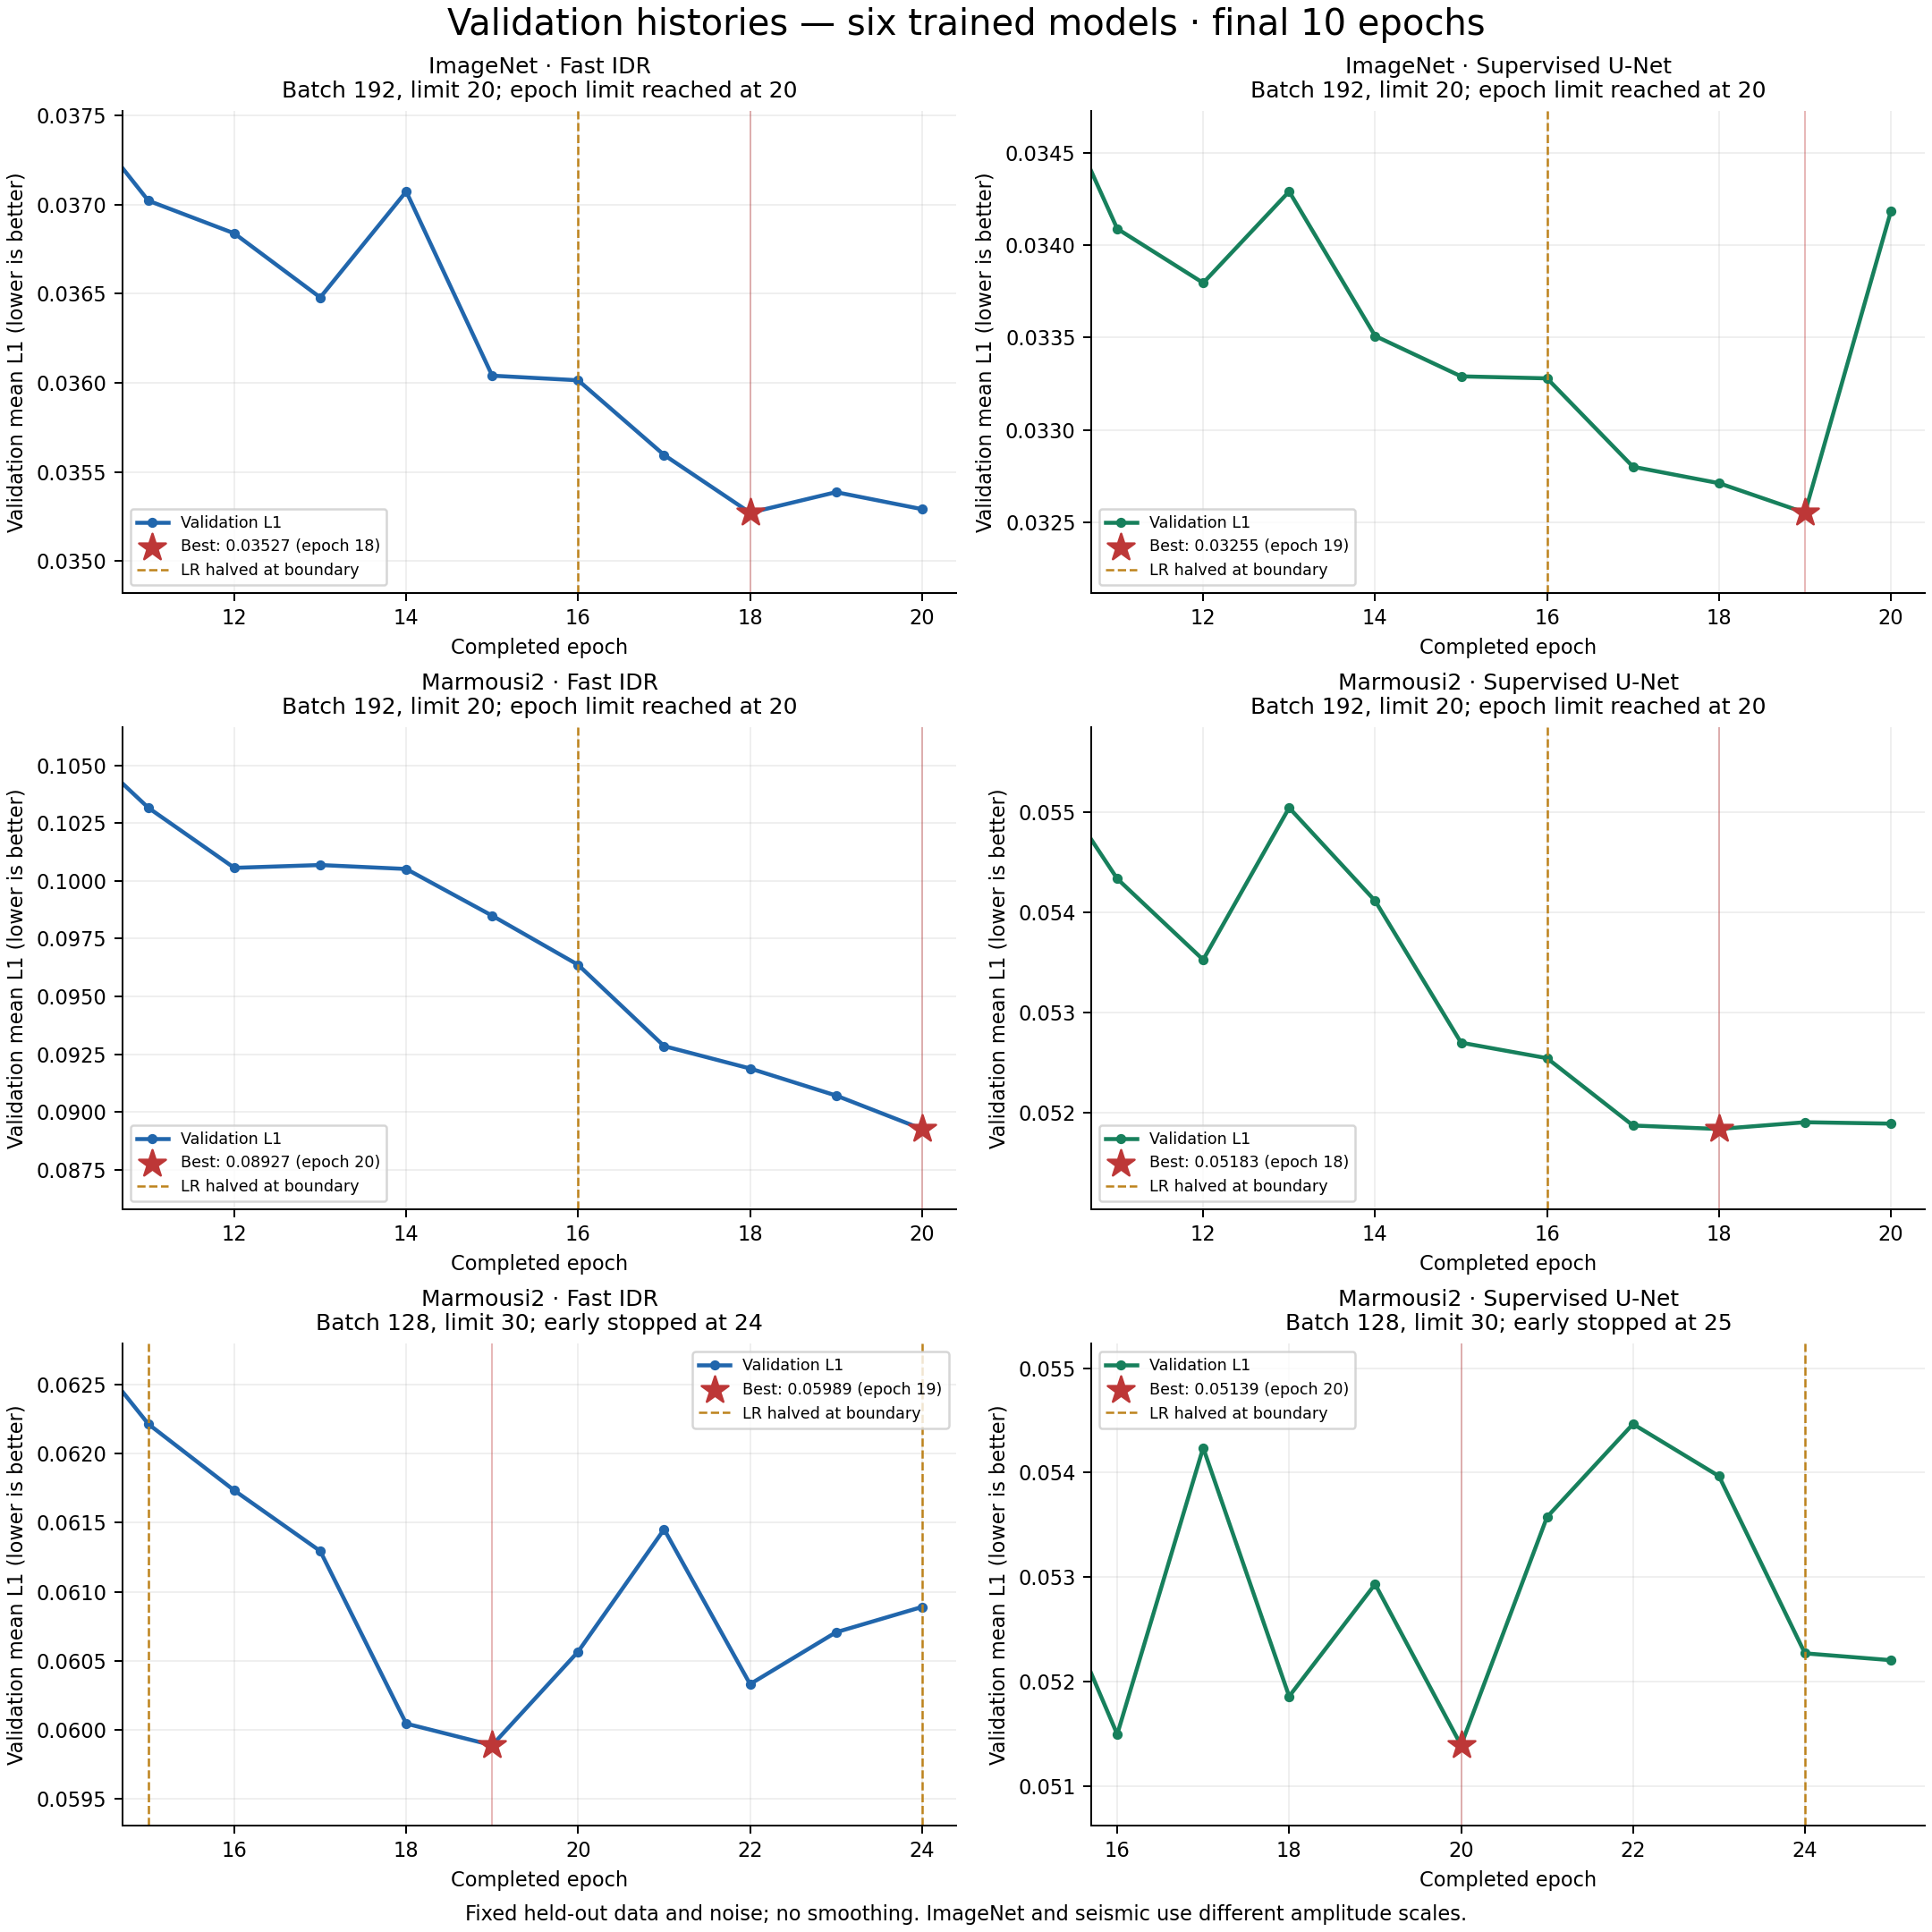 Validation histories — six trained models · final 10 epochs
ImageNet · Fast IDR
Batch 192, limit 20; epoch limit reached at 20
Validation mean L1 (lower is better)
0.0375
0.0370
0.0365
0.0360
0.0355
0.0350
Validation L1
Best: 0.03527 (epoch 18)
LR halved at boundary
12 14 16 18 20
Completed epoch
ImageNet · Supervised U-Net
Batch 192, limit 20; epoch limit reached at 20
Validation mean L1 (lower is better)
0.0345
0.0340
0.0335
0.0330
0.0325
Validation L1
Best: 0.03255 (epoch 19)
LR halved at boundary
12 14 16 18 20
Completed epoch
Marmousi2 · Fast IDR
Batch 192, limit 20; epoch limit reached at 20
Validation mean L1 (lower is better)
0.1050
0.1025
0.1000
0.0975
0.0950
0.0925
0.0900
0.0875
Validation L1
Best: 0.08927 (epoch 20)
LR halved at boundary
12 14 16 18 20
Completed epoch
Marmousi2 · Supervised U-Net
Batch 192, limit 20; epoch limit reached at 20
Validation mean L1 (lower is better)
0.055
0.054
0.053
0.052
Validation L1
Best: 0.05183 (epoch 18)
LR halved at boundary
12 14 16 18 20
Completed epoch
Marmousi2 · Fast IDR
Batch 128, limit 30; early stopped at 24
Validation mean L1 (lower is better)
0.0625
0.0620
0.0615
0.0610
0.0605
0.0600
0.0595
Validation L1
Best: 0.05989 (epoch 19)
LR halved at boundary
16 18 20 22 24
Completed epoch
Marmousi2 · Supervised U-Net
Batch 128, limit 30; early stopped at 25
Validation mean L1 (lower is better)
0.055
0.054
0.053
0.052
0.051
Validation L1
Best: 0.05139 (epoch 20)
LR halved at boundary
16 18 20 22 24
Completed epoch
Fixed held-out data and noise; no smoothing. ImageNet and seismic use different amplitude scales.